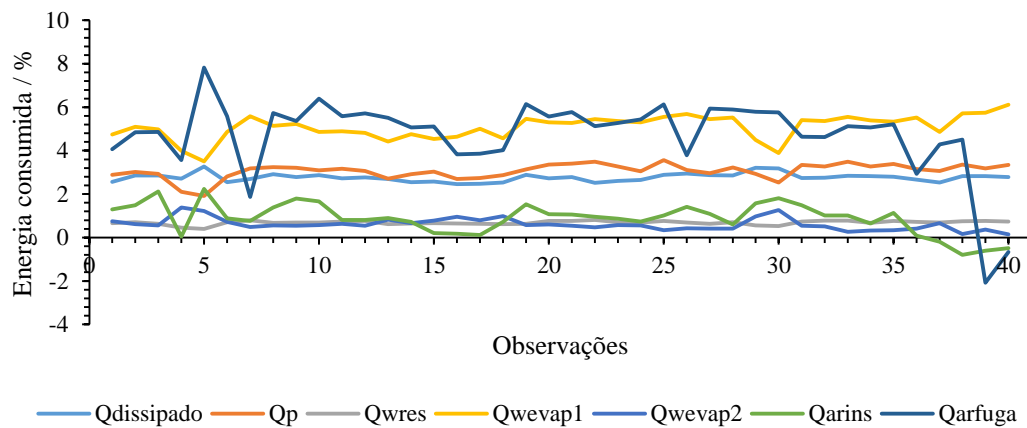 Energia consumida / %
10
8
6
4
2
0
-2
-4
0 5 10 15 20 25 30 35 40
Observações
Qdissipado Qp Qwres Qwevap1 Qwevap2 Qarins Qarfuga